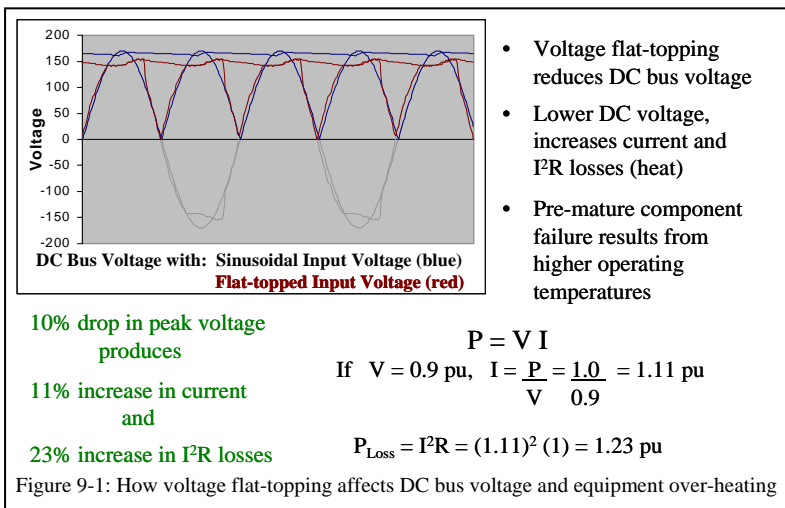 200
150
100
50
0
-50
-100
-150
-200
Voltage
DC Bus Voltage with: Sinusoidal Input Voltage (blue)
Flat-topped Input Voltage (red)
• Voltage flat-topping
reduces DC bus voltage
• Lower DC voltage,
increases current and
I²R losses (heat)
• Pre-mature component
failure results from
higher operating
temperatures
10% drop in peak voltage
produces
11% increase in current
and
23% increase in I²R losses
P = V I
If V = 0.9 pu, I = P = 1.0 = 1.11 pu
V 0.9
P_Loss = I²R = (1.11)² (1) = 1.23 pu
Figure 9-1: How voltage flat-topping affects DC bus voltage and equipment over-heating